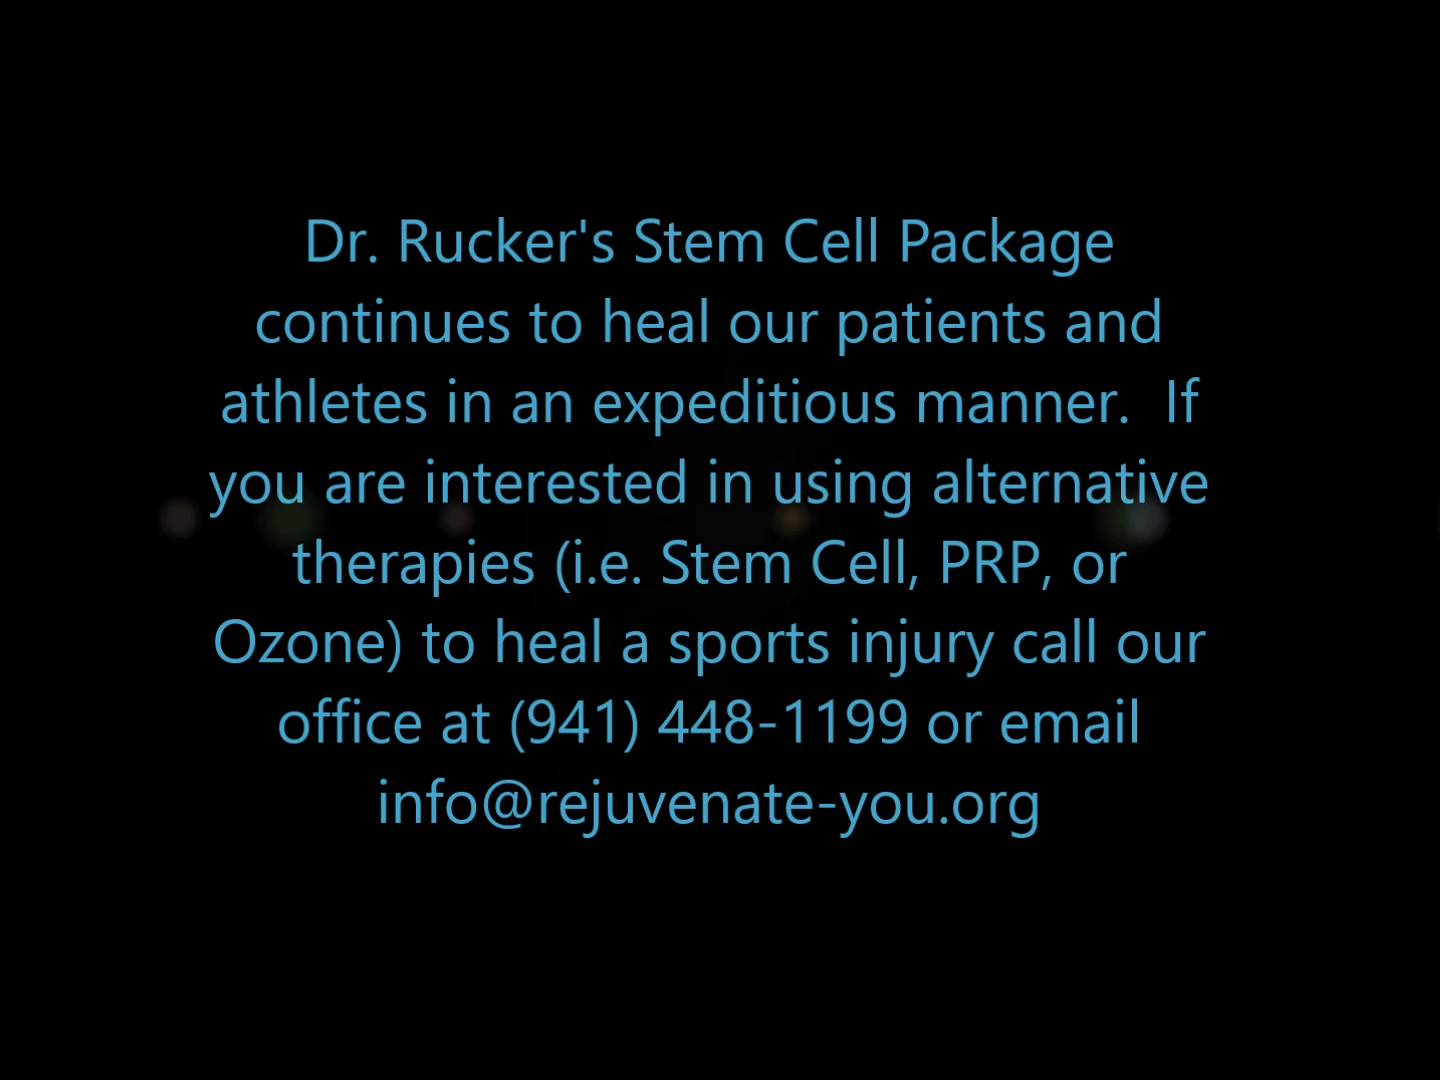 Dr. Rucker's Stem Cell Package
continues to heal our patients and
athletes in an expeditious manner.  If
you are interested in using alternative
therapies (i.e. Stem Cell, PRP, or
Ozone) to heal a sports injury call our
office at (941) 448-1199 or email
info@rejuvenate-you.org